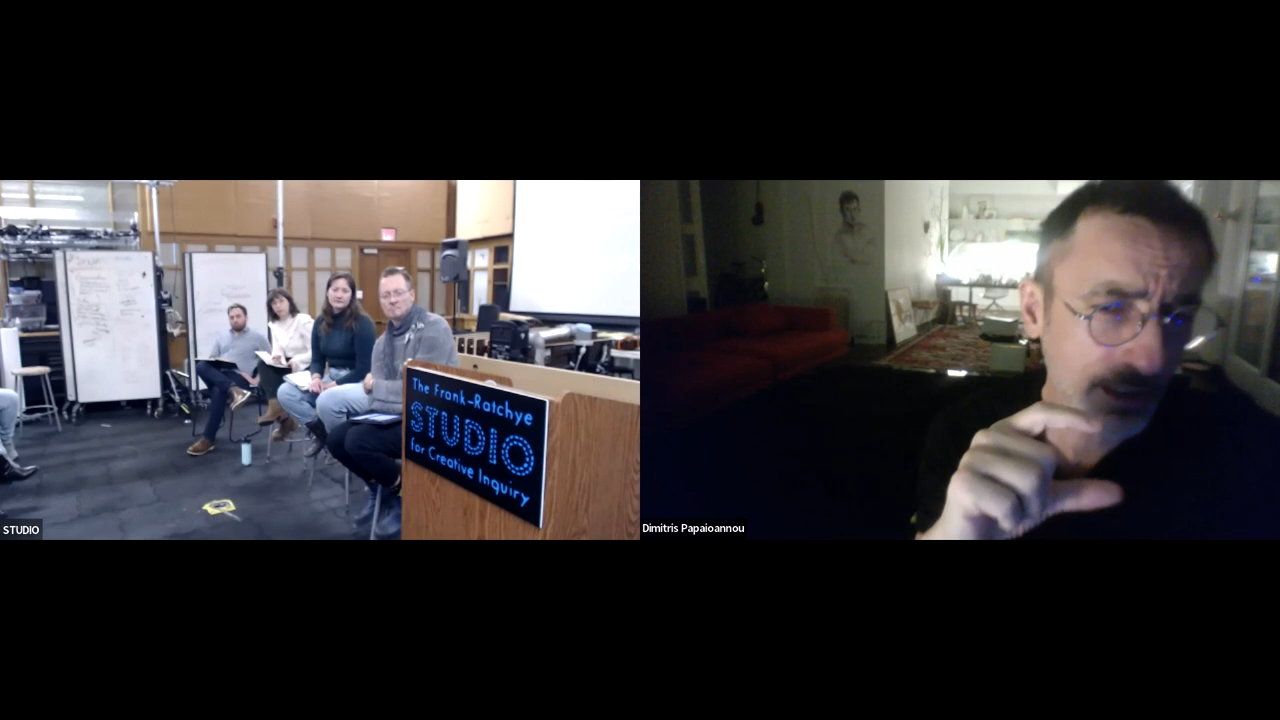 The Frank-Ratchye
STUDIO
for Creative Inquiry
STUDIO
Dimitris Papaioannou